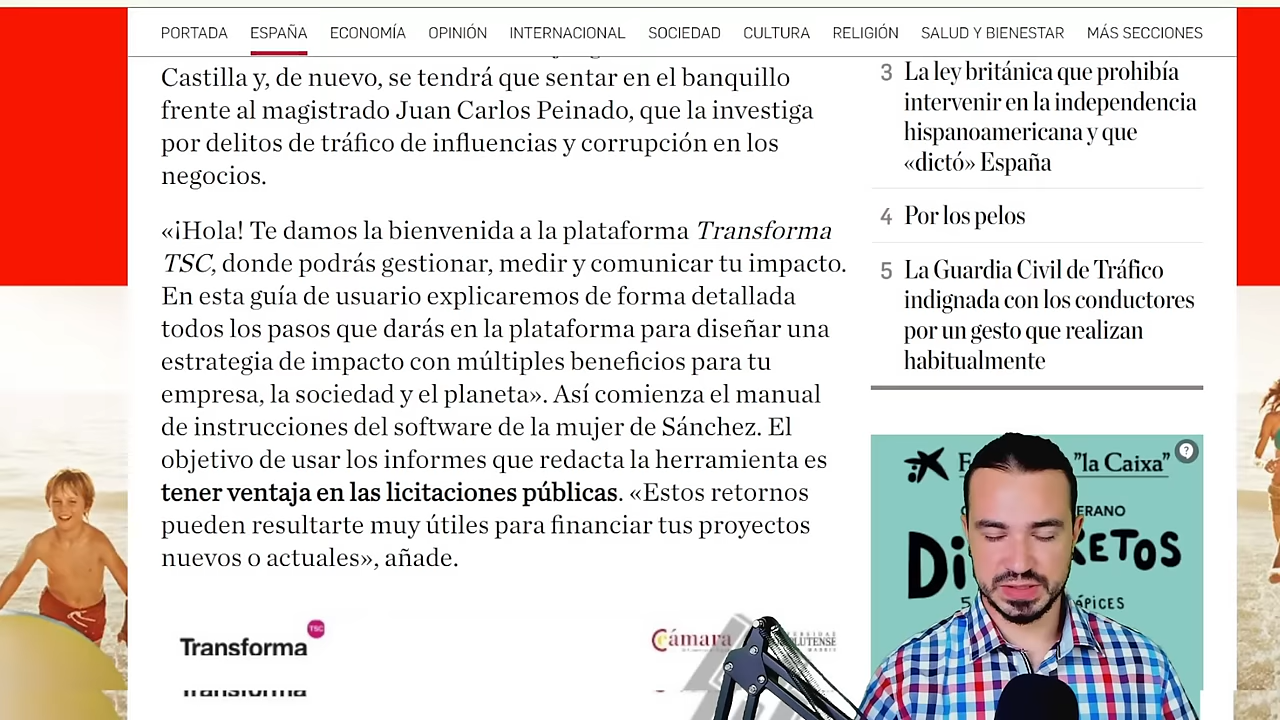 PORTADA
ESPAÑA
ECONOMÍA
OPINIÓN
INTERNACIONAL
SOCIEDAD
CULTURA
RELIGIÓN
SALUD Y BIENESTAR
MÁS SECCIONES
Castilla y, de nuevo, se tendrá que sentar en el banquillo
frente al magistrado Juan Carlos Peinado, que la investiga
por delitos de tráfico de influencias y corrupción en los
negocios.
«¡Hola! Te damos la bienvenida a la plataforma Transforma
TSC, donde podrás gestionar, medir y comunicar tu impacto.
En esta guía de usuario explicaremos de forma detallada
todos los pasos que darás en la plataforma para diseñar una
estrategia de impacto con múltiples beneficios para tu
empresa, la sociedad y el planeta». Así comienza el manual
de instrucciones del software de la mujer de Sánchez. El
objetivo de usar los informes que redacta la herramienta es
tener ventaja en las licitaciones públicas. «Estos retornos
pueden resultarte muy útiles para financiar tus proyectos
nuevos o actuales», añade.
Transforma TSC
Cámara
3 La ley británica que prohibía
intervenir en la independencia
hispanoamericana y que
«dictó» España
4 Por los pelos
5 La Guardia Civil de Tráfico
indignada con los conductores
por un gesto que realizan
habitualmente
?
"la Caixa"